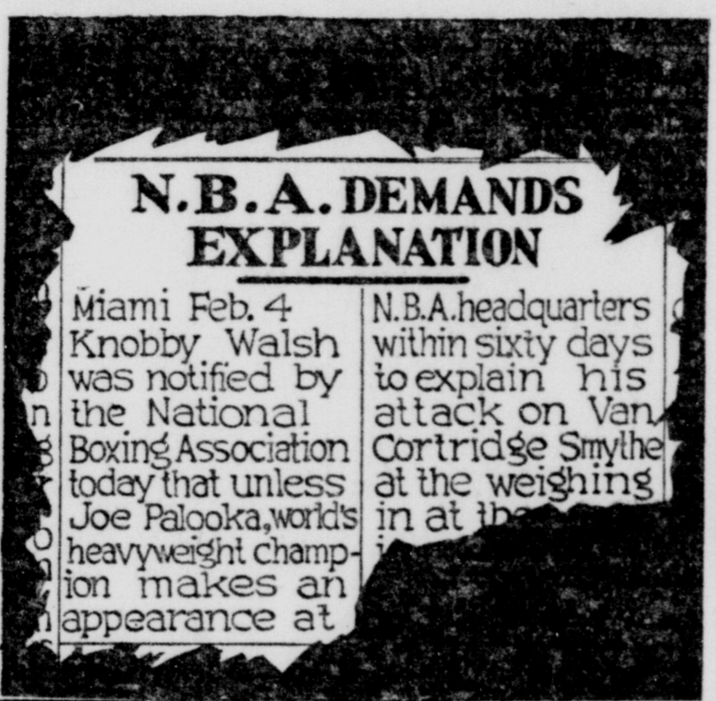 N.B.A. DEMANDS
EXPLANATION
Miami Feb. 4
Knobby Walsh
was notified by
the National
Boxing Association
today that unless
Joe Palooka, world's
heavyweight champ-
ion makes an
appearance at
N.B.A. headquarters
within sixty days
to explain his
attack on Van
Cortridge Smythe
at the weighing
in at the